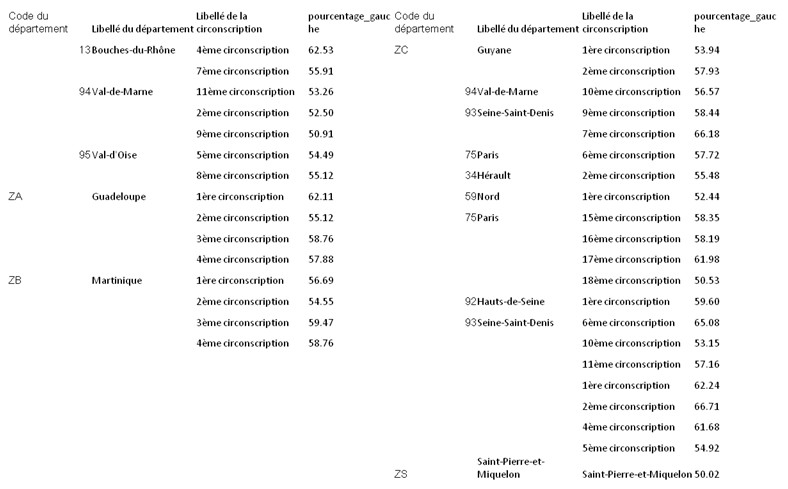 Code du département Libellé du département Libellé de la circonscription pourcentage_gauche
13 Bouches-du-Rhône 4ème circonscription 62.53
7ème circonscription 55.91
94 Val-de-Marne 11ème circonscription 53.26
2ème circonscription 52.50
9ème circonscription 50.91
95 Val-d'Oise 5ème circonscription 54.49
8ème circonscription 55.12
ZA Guadeloupe 1ère circonscription 62.11
2ème circonscription 55.12
3ème circonscription 58.76
4ème circonscription 57.88
ZB Martinique 1ère circonscription 56.69
2ème circonscription 54.55
3ème circonscription 59.47
4ème circonscription 58.76
Code du département Libellé du département Libellé de la circonscription pourcentage_gauche
ZC Guyane 1ère circonscription 53.94
2ème circonscription 57.93
94 Val-de-Marne 10ème circonscription 56.57
93 Seine-Saint-Denis 9ème circonscription 58.44
7ème circonscription 66.18
75 Paris 6ème circonscription 57.72
34 Hérault 2ème circonscription 55.48
59 Nord 1ère circonscription 52.44
75 Paris 15ème circonscription 58.35
16ème circonscription 58.19
17ème circonscription 61.98
18ème circonscription 50.53
92 Hauts-de-Seine 1ère circonscription 59.60
93 Seine-Saint-Denis 6ème circonscription 65.08
10ème circonscription 53.15
11ème circonscription 57.16
1ère circonscription 62.24
2ème circonscription 66.71
4ème circonscription 61.68
5ème circonscription 54.92
ZS Saint-Pierre-et-Miquelon Saint-Pierre-et-Miquelon 50.02